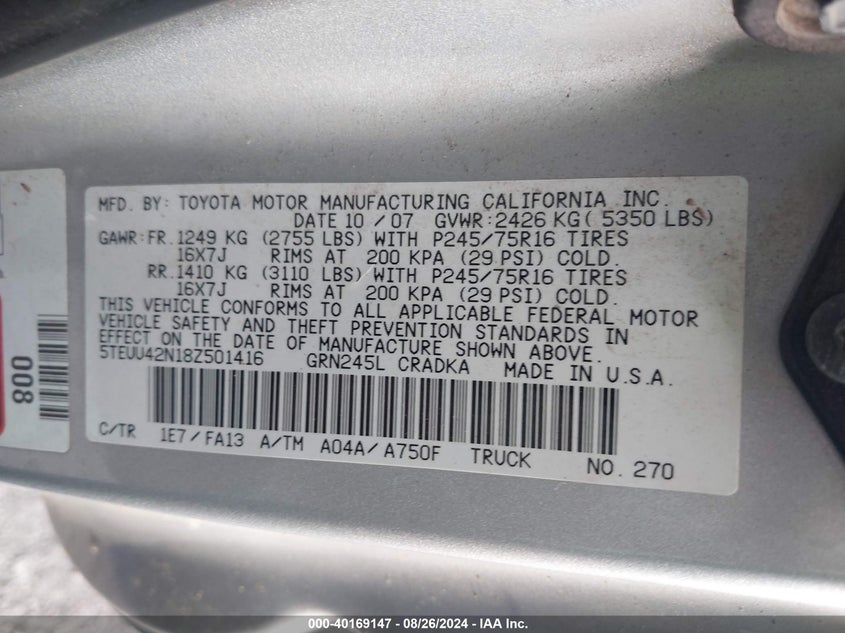 MFD. BY: TOYOTA MOTOR MANUFACTURING CALIFORNIA INC.
DATE 10 / 07 GVWR: 2426 KG( 5350 LBS)
GAWR: FR. 1249 KG (2755 LBS) WITH P245/75R16 TIRES
16X7J RIMS AT 200 KPA (29 PSI) COLD.
RR. 1410 KG (3110 LBS) WITH P245/75R16 TIRES
16X7J RIMS AT 200 KPA (29 PSI) COLD.
THIS VEHICLE CONFORMS TO ALL APPLICABLE FEDERAL MOTOR
VEHICLE SAFETY AND THEFT PREVENTION STANDARDS IN
EFFECT ON THE DATE OF MANUFACTURE SHOWN ABOVE.
5TEUU42N18Z501416 GRN245L CRADKA MADE IN U.S.A.
C/TR 1E7 / FA13 A/TM A04A / A750F TRUCK NO. 270
008
000-40169147 - 08/26/2024 - IAA Inc.